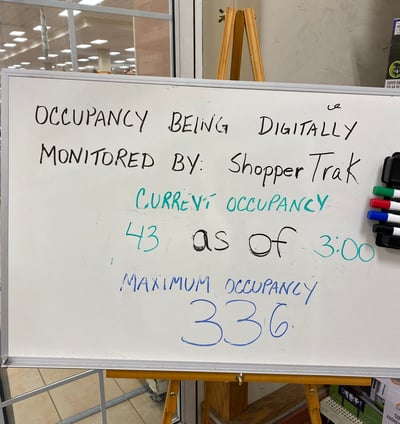 OCCUPANCY BEING DIGITALLY
MONITORED BY: ShopperTrak
CURRENT OCCUPANCY
43 as of 3:00
MAXIMUM OCCUPANCY
336